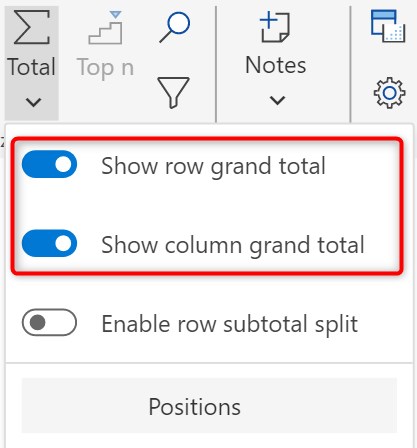 Total
Top n
Notes
Show row grand total
Show column grand total
Enable row subtotal split
Positions